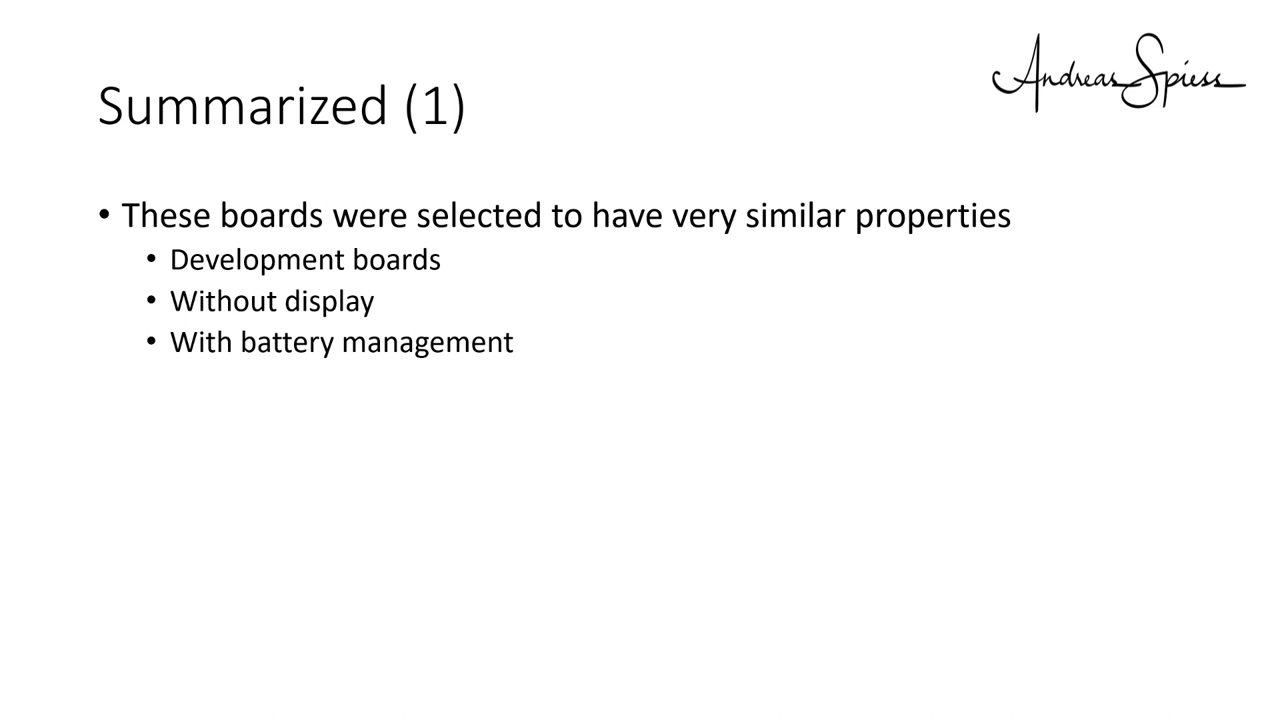 Andreas Spiess
Summarized (1)
• These boards were selected to have very similar properties
• Development boards
• Without display
• With battery management